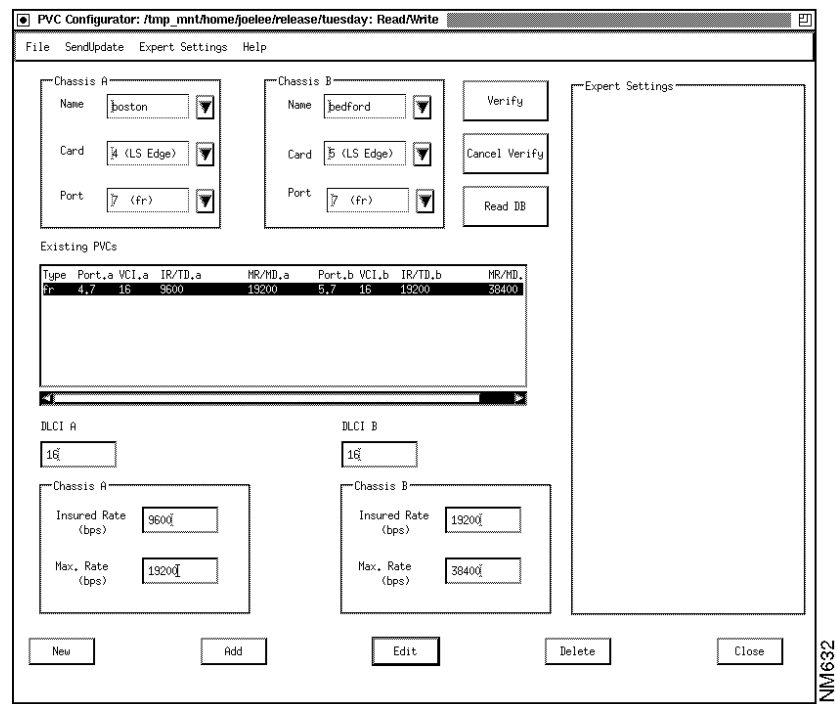 PVC Configurator: /tmp_mnt/home/joelee/release/tuesday: Read/Write
File SendUpdate Expert Settings Help
Chassis A
Name boston
Card 4 (LS Edge)
Port 7 (fr)
Chassis B
Name bedford
Card 5 (LS Edge)
Port 7 (fr)
Verify
Cancel Verify
Read DB
Expert Settings
Existing PVCs
Type Port.a VCI.a IR/TD.a MR/MD.a Port.b VCI.b IR/TD.b MR/MD.
fr 4.7 16 9600 19200 5.7 16 19200 38400
DLCI A
16
DLCI B
16
Chassis A
Insured Rate
(bps)
9600
Max. Rate
(bps)
19200
Chassis B
Insured Rate
(bps)
19200
Max. Rate
(bps)
38400
New Add Edit Delete Close
NM632